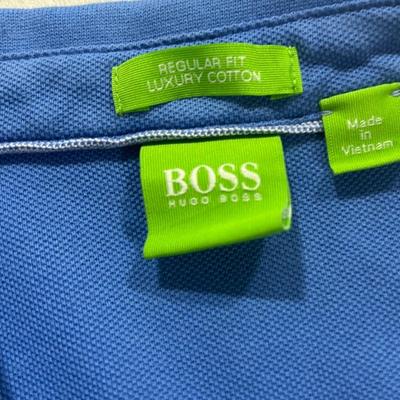 REGULAR FIT
LUXURY COTTON
Made
in
Vietnam
BOSS
HUGO BOSS